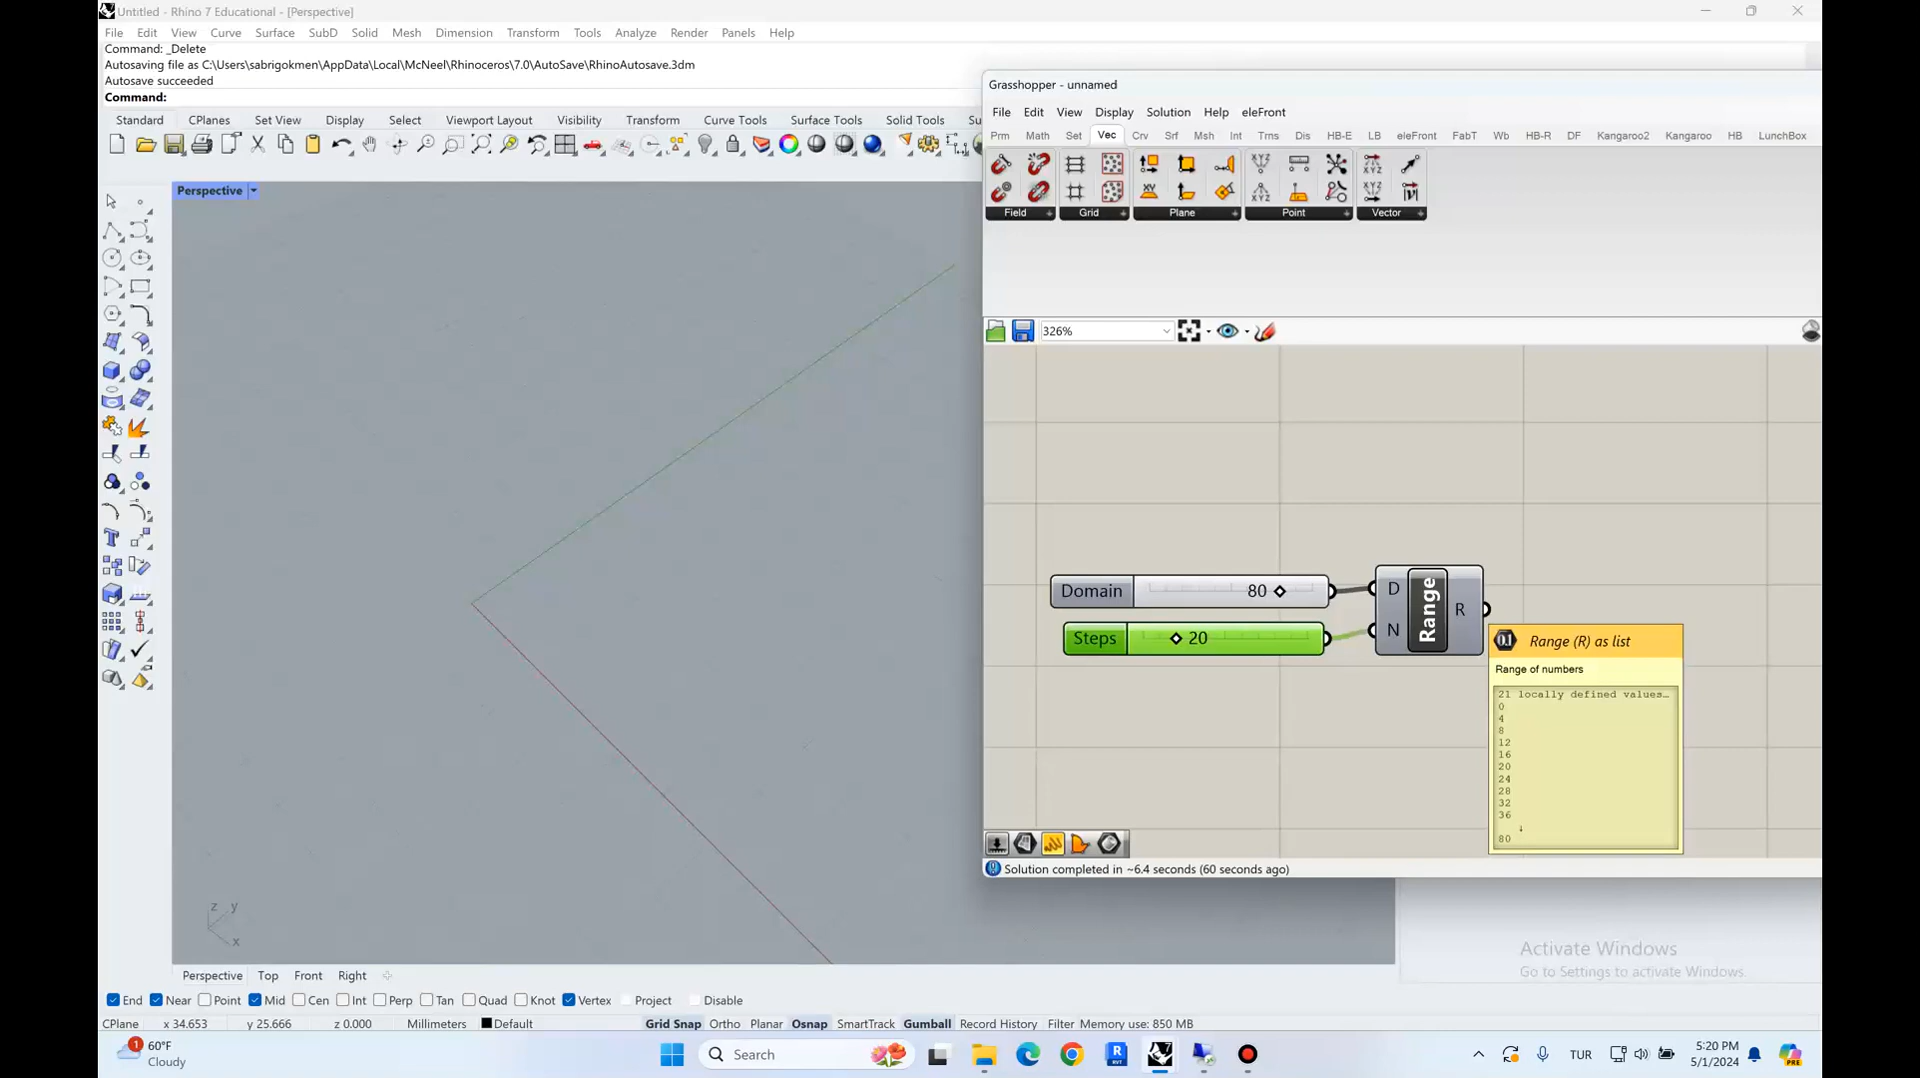 Untitled - Rhino 7 Educational - [Perspective]
File Edit View Curve Surface SubD Solid Mesh Dimension Transform Tools Analyze Render Panels Help
Command: _Delete
Autosaving file as C:\Users\sabrigokmen\AppData\Local\McNeel\Rhinoceros\7.0\AutoSave\RhinoAutosave.3dm
Autosave succeeded
Command:
Standard CPlanes Set View Display Select Viewport Layout Visibility Transform Curve Tools Surface Tools Solid Tools Su
Perspective
Grasshopper - unnamed
File Edit View Display Solution Help eleFront
Prm Math Set Vec Crv Srf Msh Int Trns Dis HB-E LB eleFront FabT Wb HB-R DF Kangaroo2 Kangaroo HB LunchBox
Field Grid Plane Point Vector
326%
Domain 80
Steps 20
D
N
Range
R
Range (R) as list
Range of numbers
21 locally defined values…
0
4
8
12
16
20
24
28
32
36
↓
80
Solution completed in ~6.4 seconds (60 seconds ago)
z y
x
Activate Windows
Go to Settings to activate Windows.
Perspective Top Front Right
End Near Point Mid Cen Int Perp Tan Quad Knot Vertex Project Disable
CPlane x 34.653 y 25.666 z 0.000 Millimeters Default Grid Snap Ortho Planar Osnap SmartTrack Gumball Record History Filter Memory use: 850 MB
1
60°F
Cloudy
Search
TUR
5:20 PM
5/1/2024
PRE